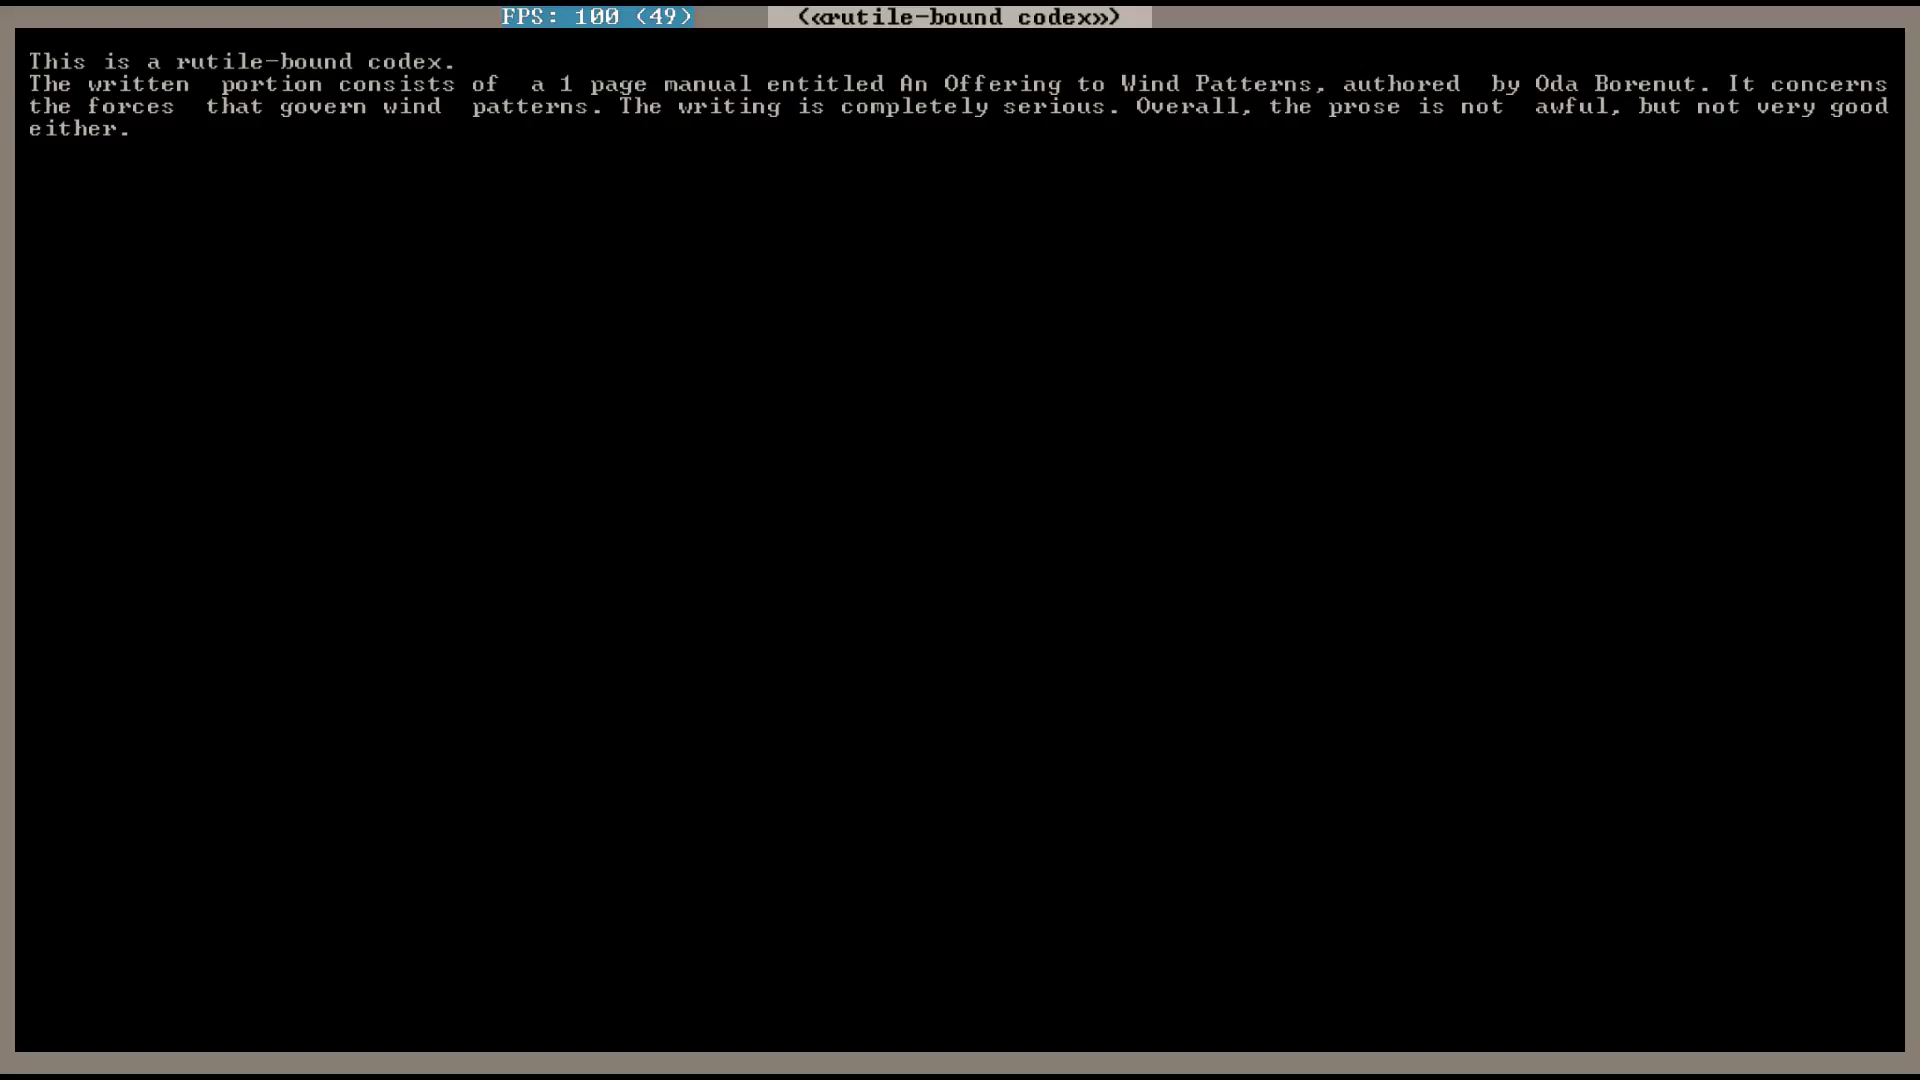 FPS: 100 (49) («rutile-bound codex»)
This is a rutile-bound codex.
The written portion consists of a 1 page manual entitled An Offering to Wind Patterns, authored by Oda Borenut. It concerns
the forces that govern wind patterns. The writing is completely serious. Overall, the prose is not awful, but not very good
either.